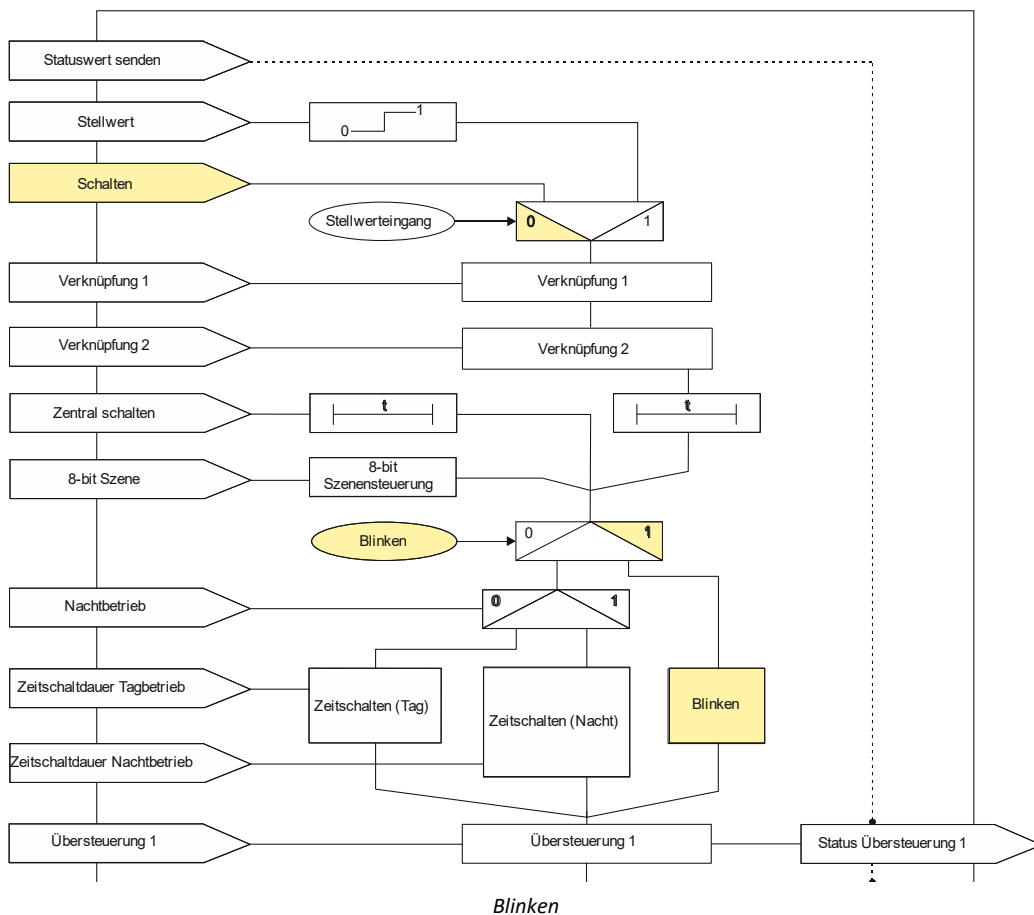 Statuswert senden
Stellwert
0
1
Schalten
Stellwerteingang
0
1
Verknüpfung 1
Verknüpfung 1
Verknüpfung 2
Verknüpfung 2
Zentral schalten
t
t
8-bit Szene
8-bit
Szenensteuerung
Blinken
0
1
Nachtbetrieb
0
1
Zeitschaltdauer Tagbetrieb
Zeitschalten (Tag)
Zeitschalten (Nacht)
Blinken
Zeitschaltdauer Nachtbetrieb
Übersteuerung 1
Übersteuerung 1
Status Übersteuerung 1
Blinken